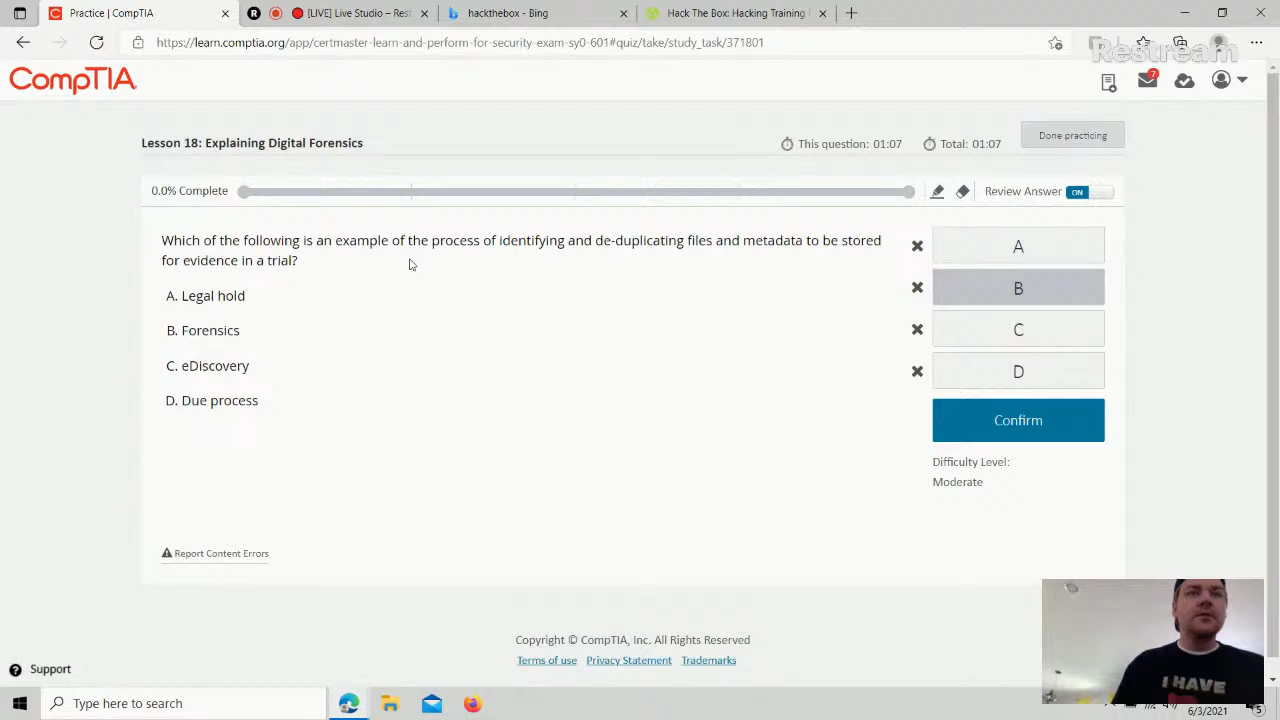 Practice | CompTIA
[LIVE] Live Studio – Rest
hackthebox - Bing
Hack The Box: Hacking Training f
https://learn.comptia.org/app/certmaster-learn-and-perform-for-security-exam-sy0-601#quiz/take/study_task/371801
Restream
CompTIA
7
Lesson 18: Explaining Digital Forensics
This question: 01:07
Total: 01:07
Done practicing
0.0% Complete
Review Answer
ON
Which of the following is an example of the process of identifying and de-duplicating files and metadata to be stored
for evidence in a trial?
A. Legal hold
B. Forensics
C. eDiscovery
D. Due process
A
B
C
D
Confirm
Difficulty Level:
Moderate
Report Content Errors
Copyright © CompTIA, Inc. All Rights Reserved
Terms of use
Privacy Statement
Trademarks
Support
I HAVE
Type here to search
6/3/2021
5